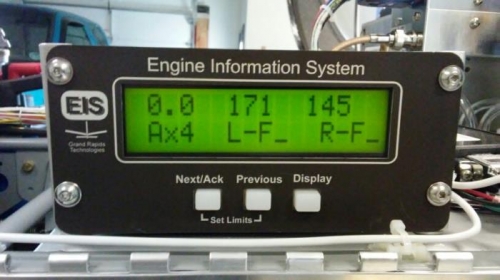 Engine Information System
EIS
Grand Rapids
Technologies
0.0 171 145
Ax4 L-F_ R-F_
Next/Ack Previous Display
Set Limits